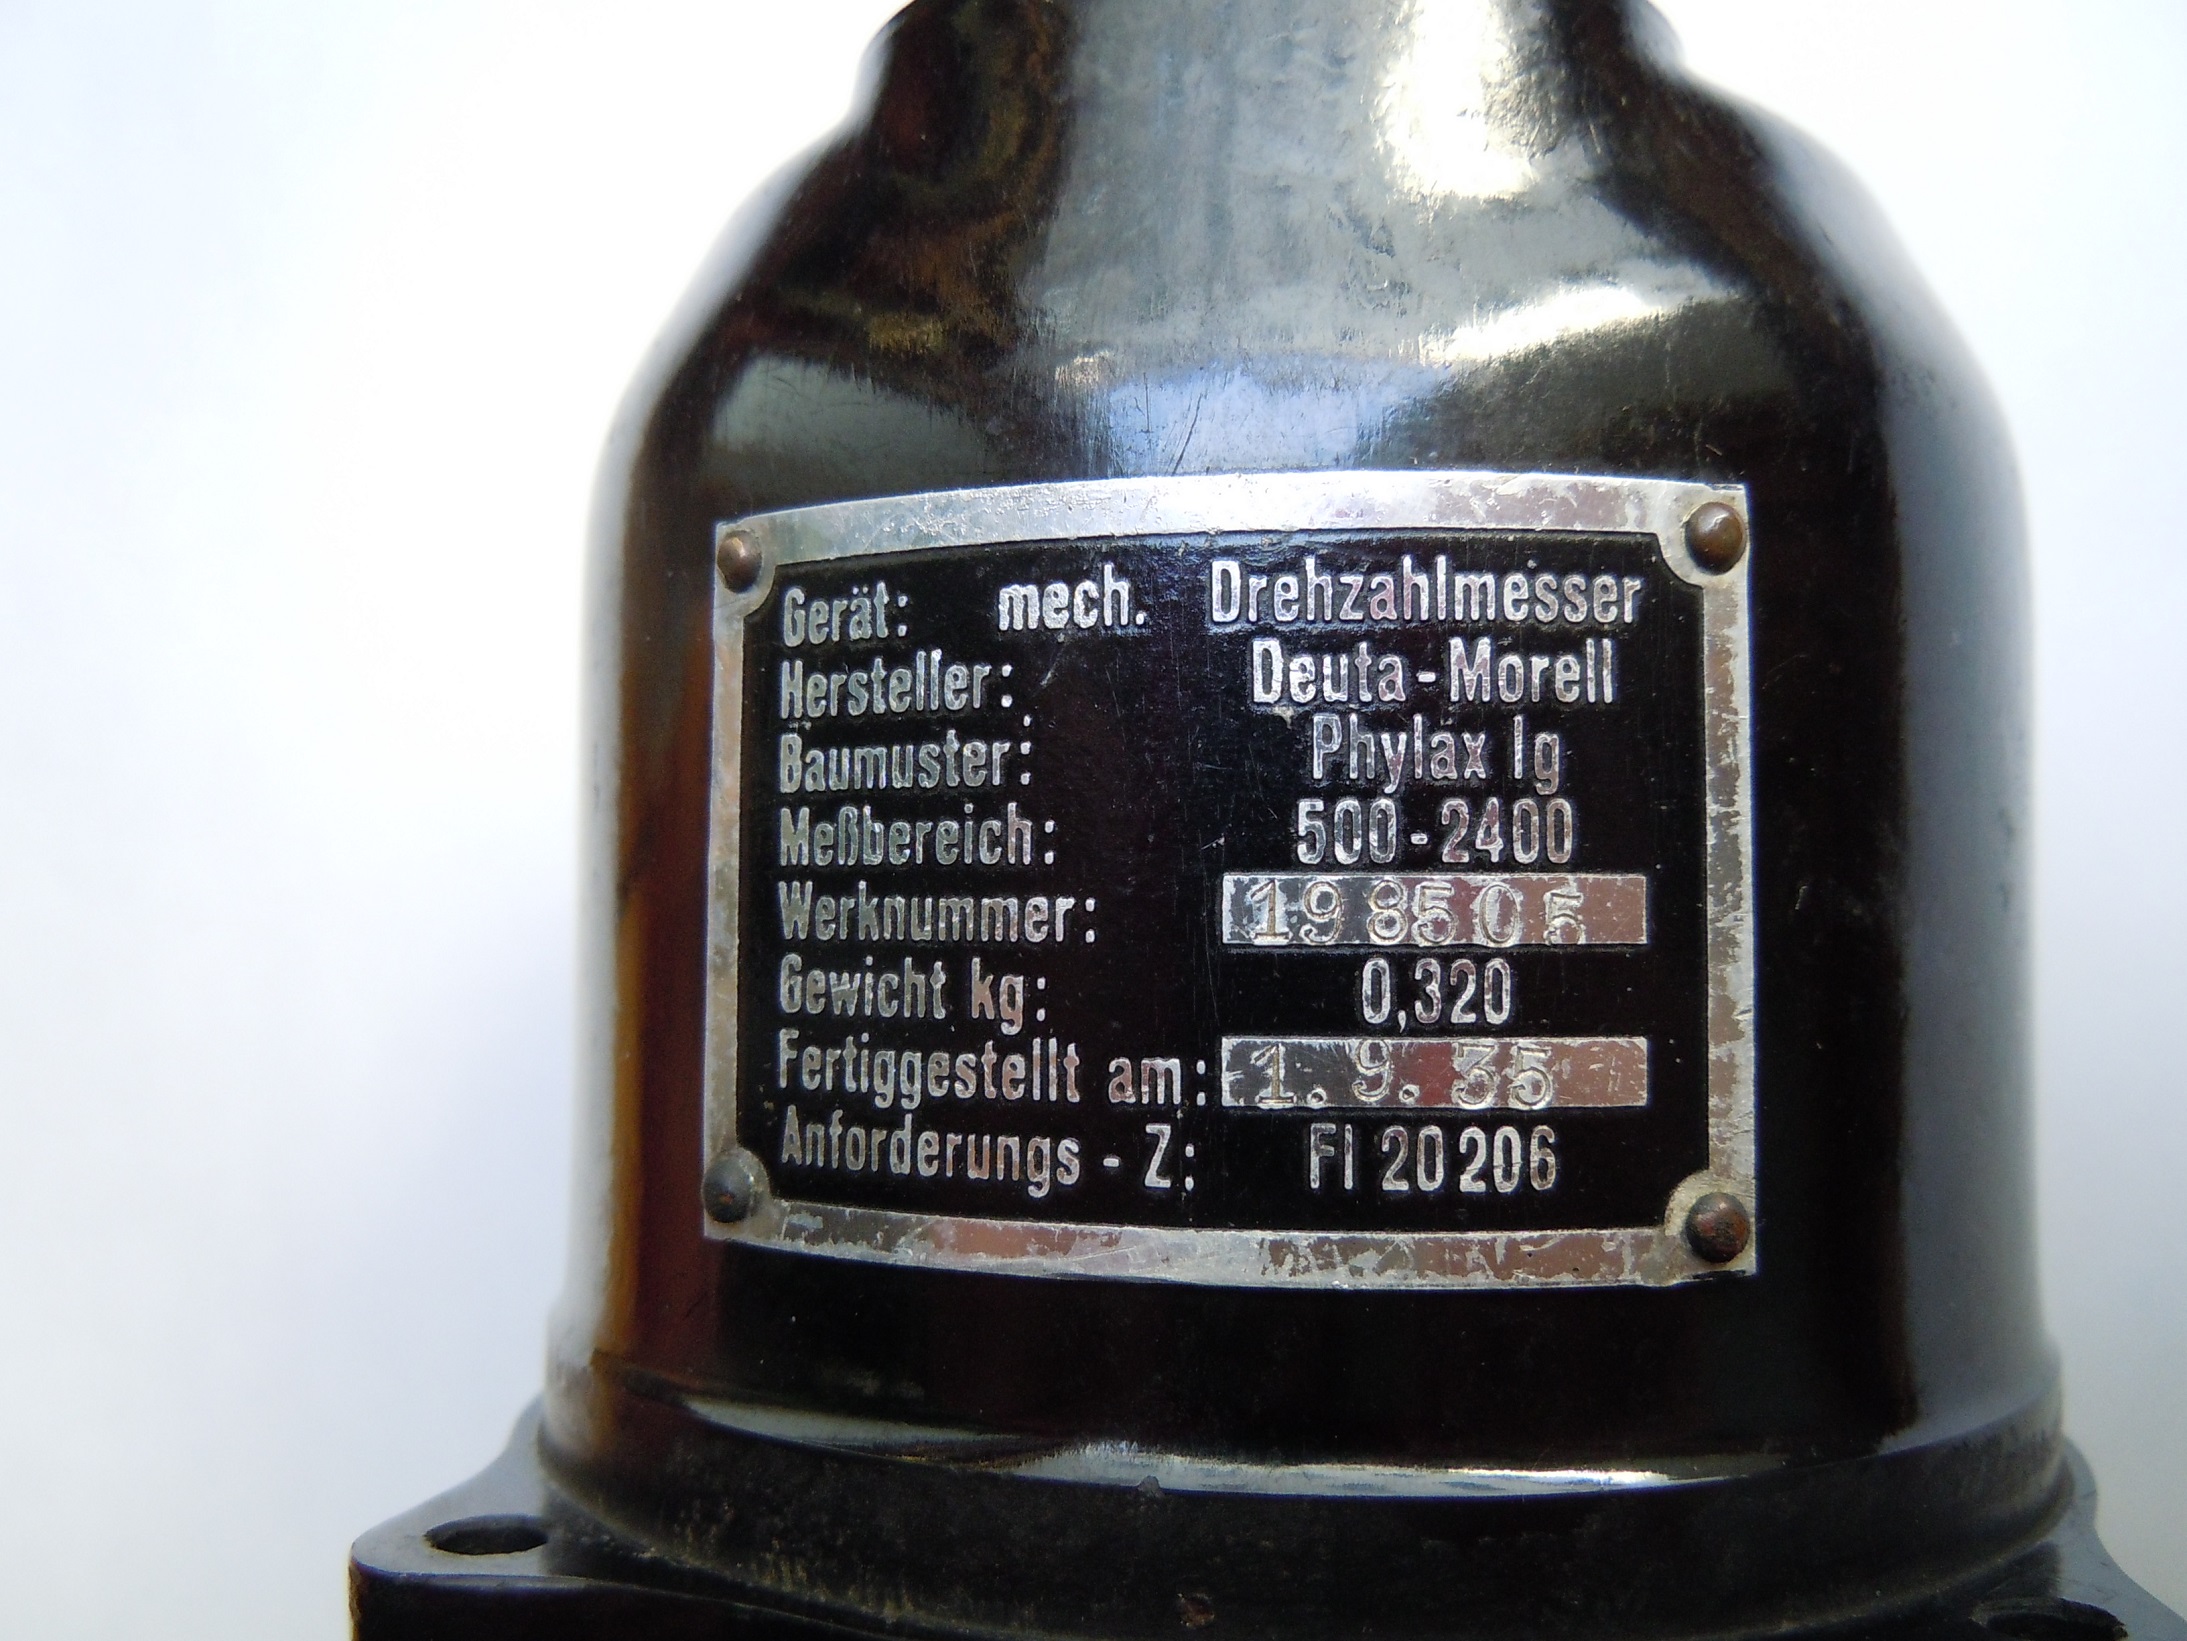 Gerät: mech. Drehzahlmesser
Hersteller: Deuta-Morell
Baumuster: Phylax Ig
Meßbereich: 500-2400
Werknummer: 198505
Gewicht kg: 0,320
Fertiggestellt am: 1.9.35
Anforderungs-Z: Fl 20206